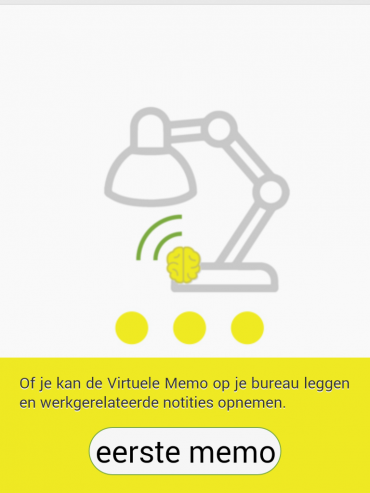 Of je kan de Virtuele Memo op je bureau leggen
en werkgerelateerde notities opnemen.
eerste memo